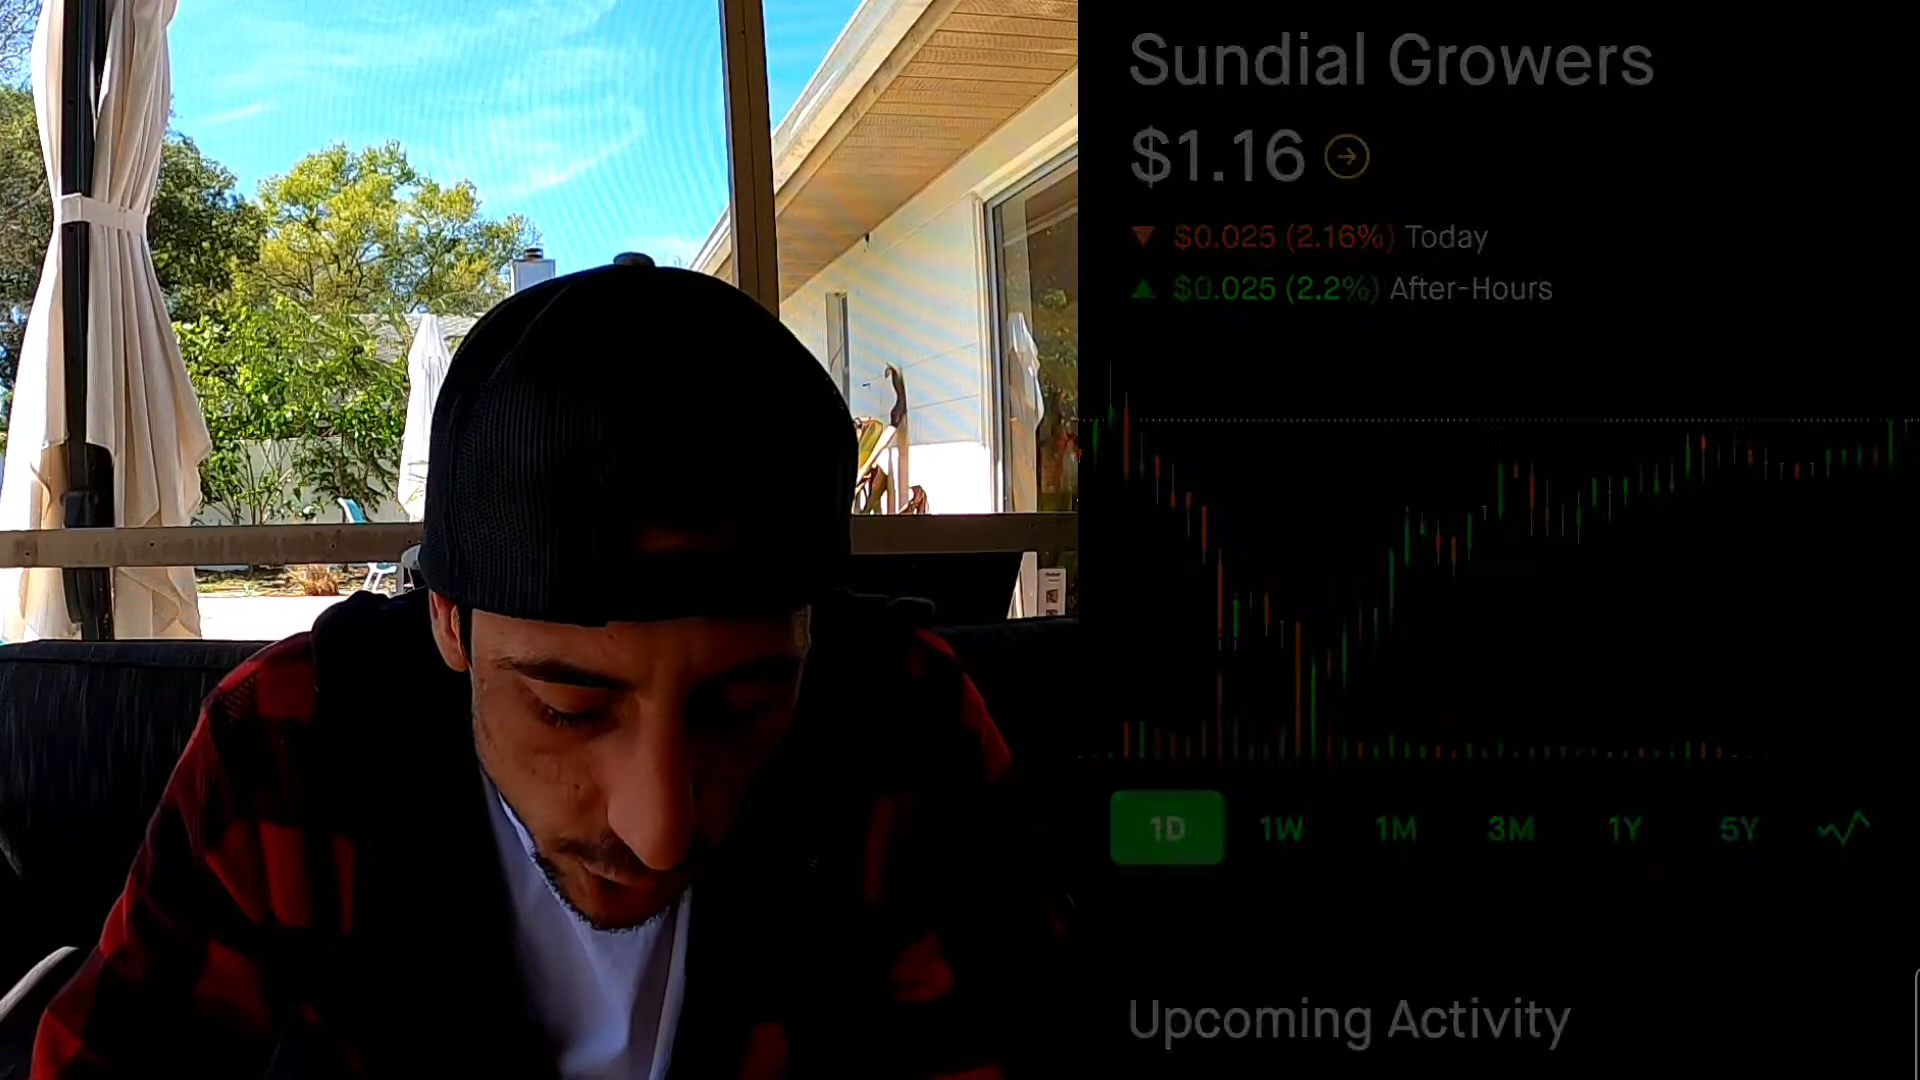 Sundial Growers
$1.16
▼ $0.025 (2.16%) Today
▲ $0.025 (2.2%) After-Hours
1D 1W 1M 3M 1Y 5Y
Upcoming Activity